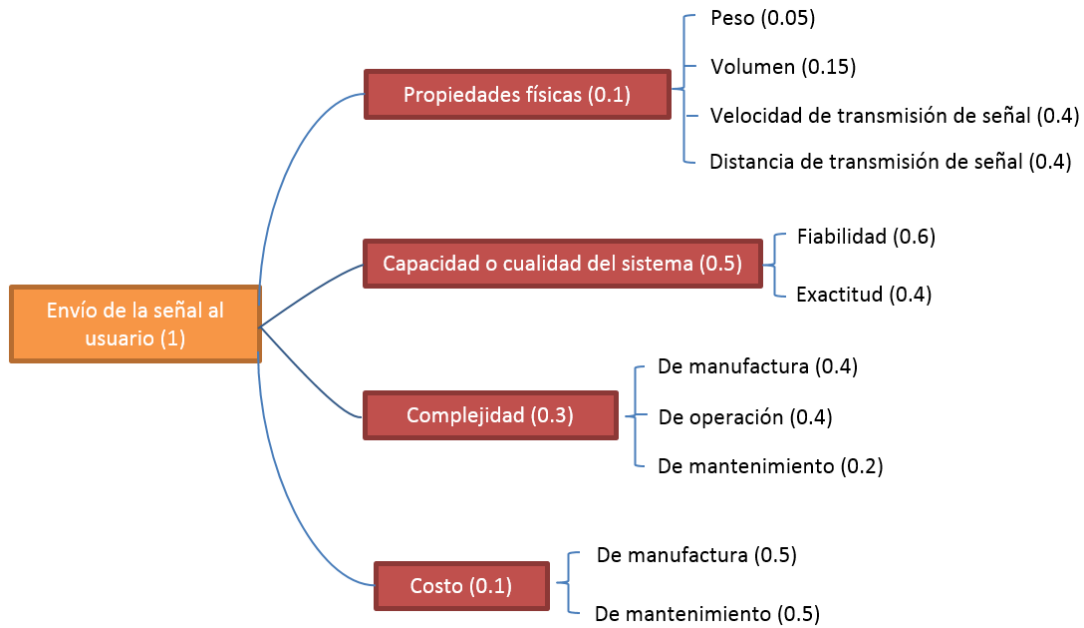 Envío de la señal al
usuario (1)
Propiedades físicas (0.1)
Peso (0.05)
Volumen (0.15)
Velocidad de transmisión de señal (0.4)
Distancia de transmisión de señal (0.4)
Capacidad o cualidad del sistema (0.5)
Fiabilidad (0.6)
Exactitud (0.4)
Complejidad (0.3)
De manufactura (0.4)
De operación (0.4)
De mantenimiento (0.2)
Costo (0.1)
De manufactura (0.5)
De mantenimiento (0.5)